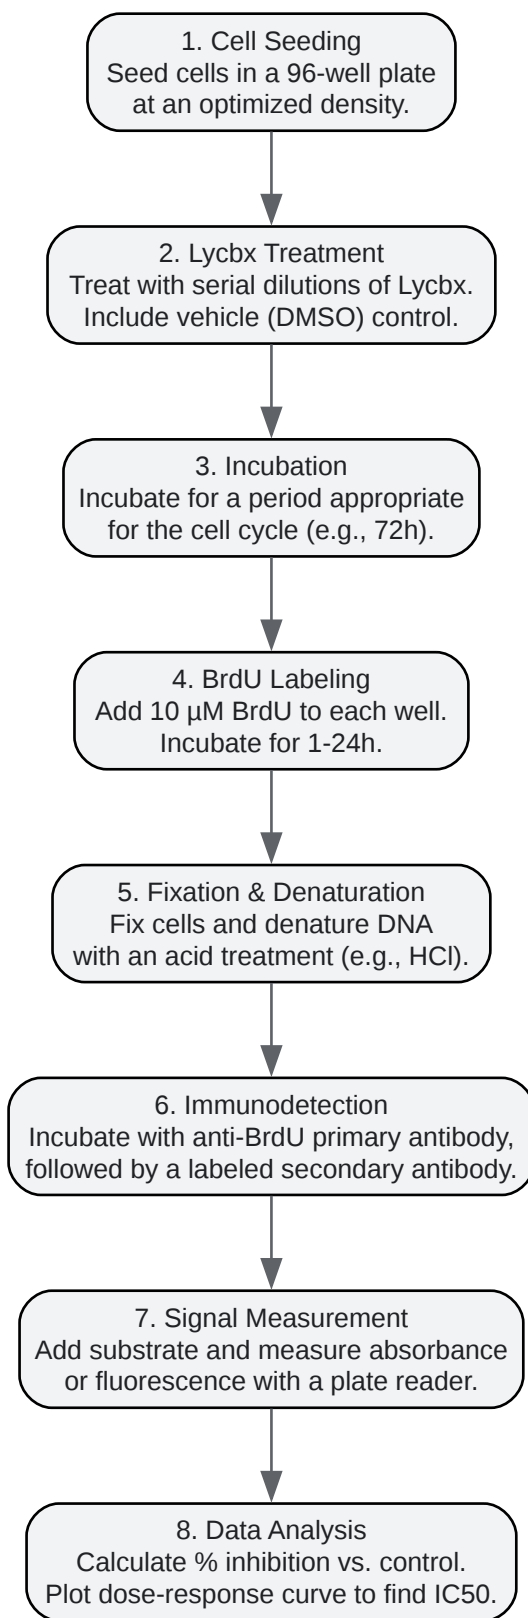 1. Cell Seeding
Seed cells in a 96-well plate
at an optimized density.
2. Lycbx Treatment
Treat with serial dilutions of Lycbx.
Include vehicle (DMSO) control.
3. Incubation
Incubate for a period appropriate
for the cell cycle (e.g., 72h).
4. BrdU Labeling
Add 10 µM BrdU to each well.
Incubate for 1-24h.
5. Fixation & Denaturation
Fix cells and denature DNA
with an acid treatment (e.g., HCl).
6. Immunodetection
Incubate with anti-BrdU primary antibody,
followed by a labeled secondary antibody.
7. Signal Measurement
Add substrate and measure absorbance
or fluorescence with a plate reader.
8. Data Analysis
Calculate % inhibition vs. control.
Plot dose-response curve to find IC50.